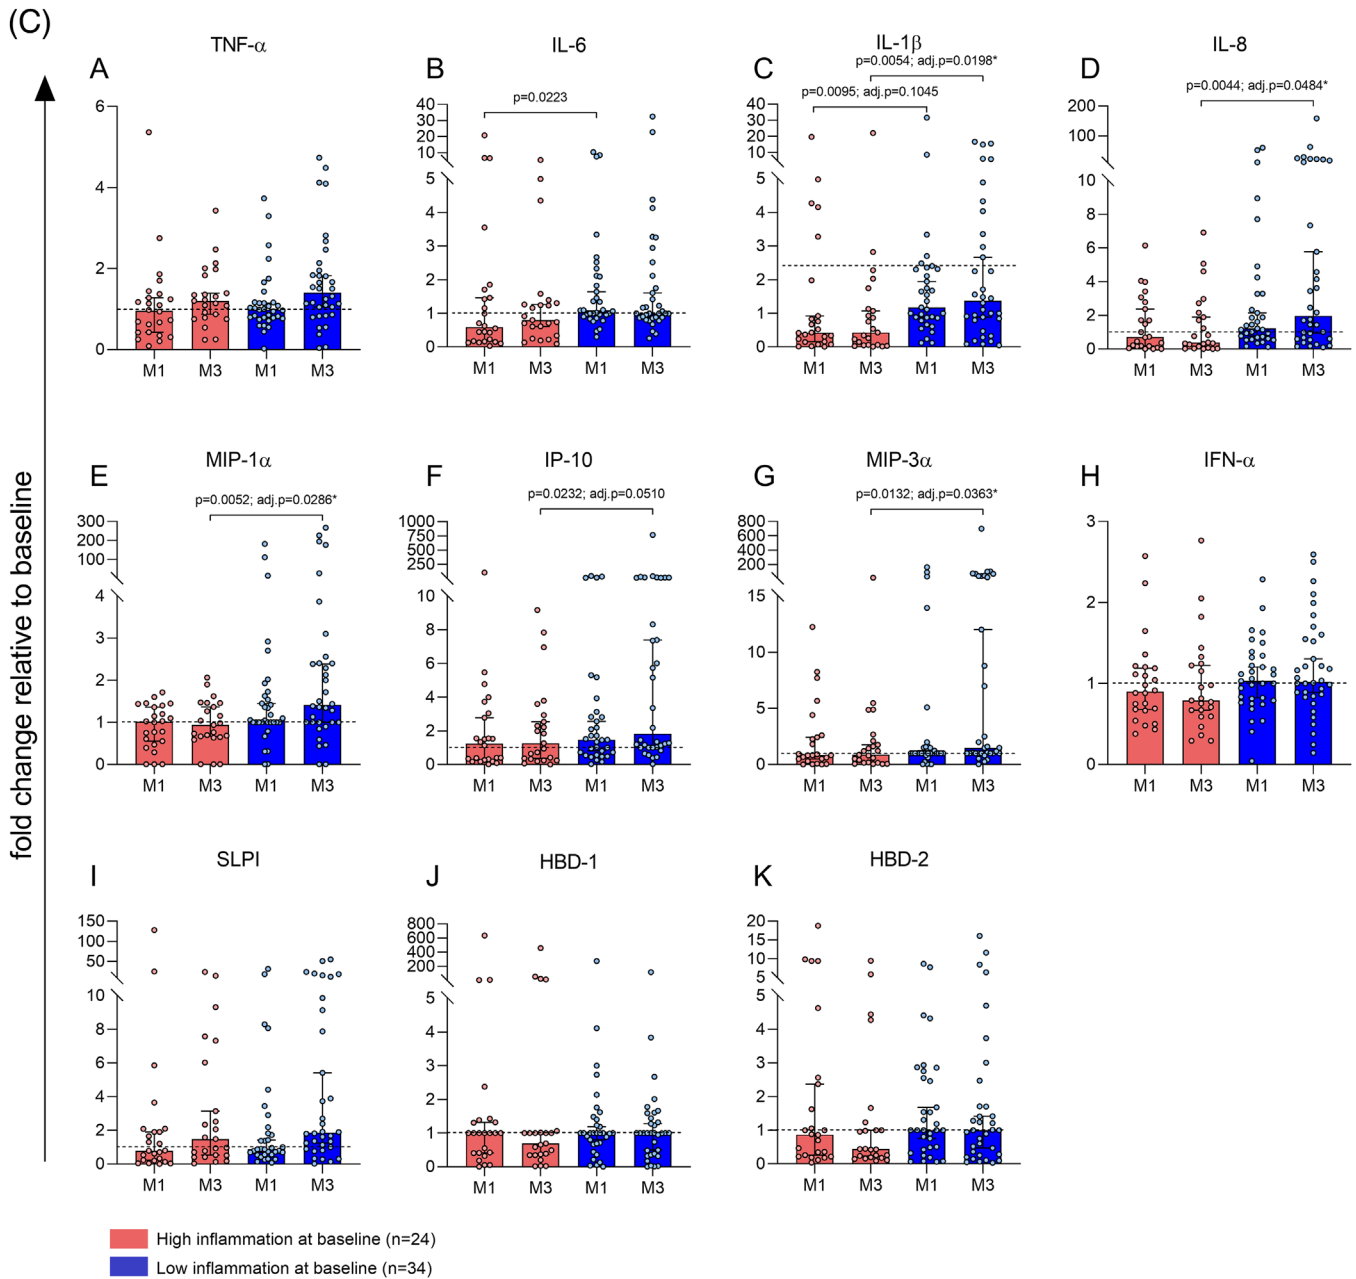 (C)
fold change relative to baseline
A
TNF-α
6
4
2
0
M1 M3 M1 M3
B
IL-6
p=0.0223
40
30
20
10
5
4
3
2
1
0
M1 M3 M1 M3
C
IL-1β
p=0.0054; adj.p=0.0198*
p=0.0095; adj.p=0.1045
40
30
20
10
5
4
3
2
1
0
M1 M3 M1 M3
D
IL-8
p=0.0044; adj.p=0.0484*
200
100
10
8
6
4
2
0
M1 M3 M1 M3
E
MIP-1α
p=0.0052; adj.p=0.0286*
300
200
100
4
3
2
1
0
M1 M3 M1 M3
F
IP-10
p=0.0232; adj.p=0.0510
1000
750
500
250
10
8
6
4
2
0
M1 M3 M1 M3
G
MIP-3α
p=0.0132; adj.p=0.0363*
800
600
400
200
15
10
5
0
M1 M3 M1 M3
H
IFN-α
3
2
1
0
M1 M3 M1 M3
I
SLPI
150
100
50
10
8
6
4
2
0
M1 M3 M1 M3
J
HBD-1
800
600
400
200
5
4
3
2
1
0
M1 M3 M1 M3
K
HBD-2
20
15
10
5
5
4
3
2
1
0
M1 M3 M1 M3
High inflammation at baseline (n=24)
Low inflammation at baseline (n=34)